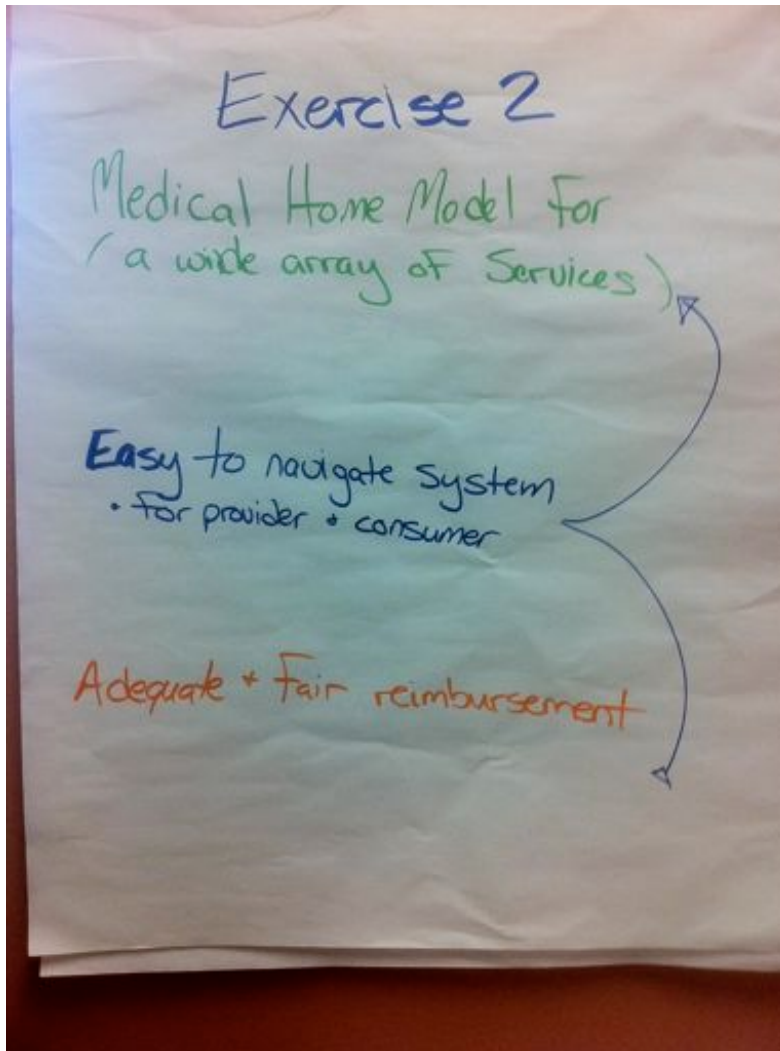 Exercise 2
Medical Home Model for
(a wide array of Services)
Easy to navigate system
• for provider + consumer
Adequate + Fair reimbursement